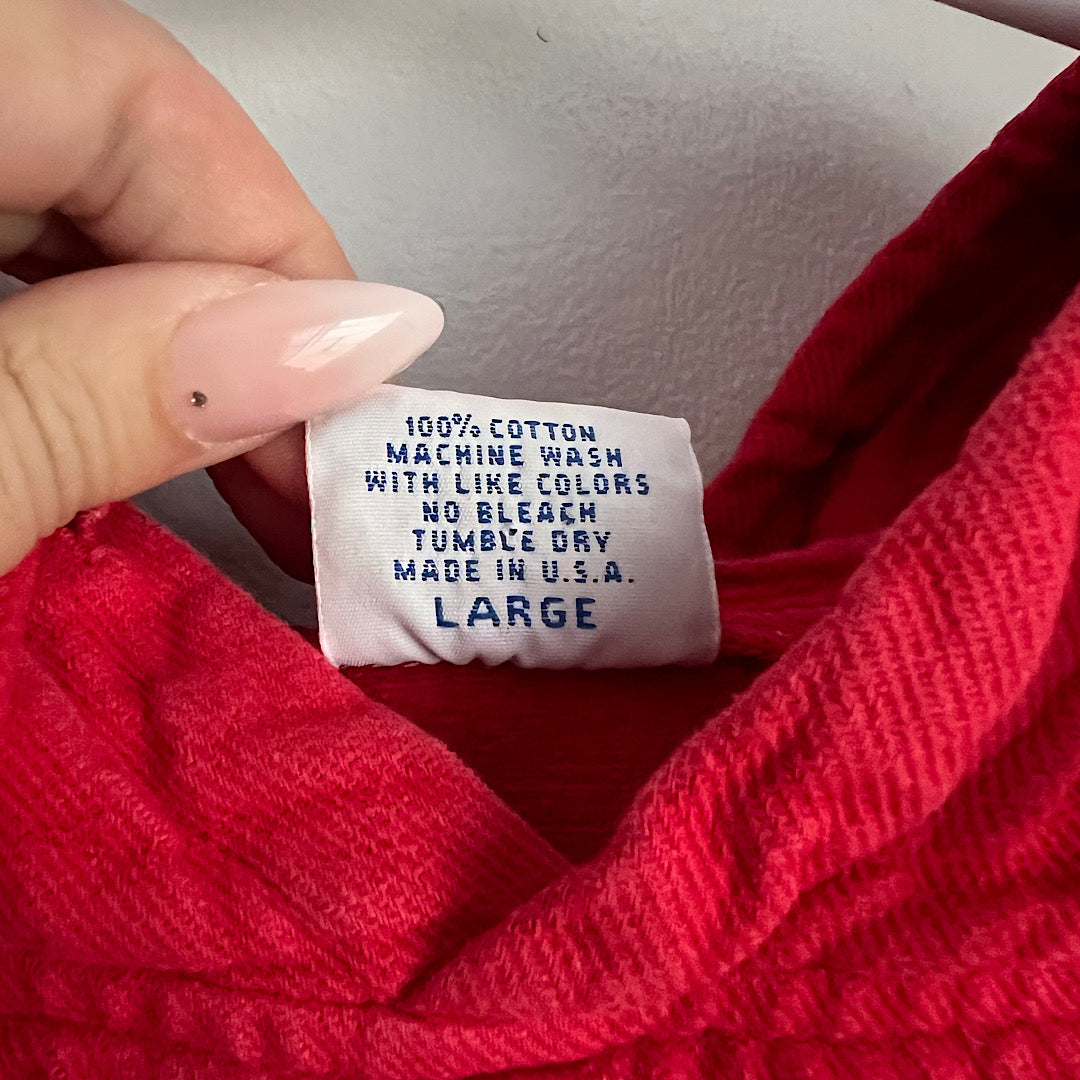 100% COTTON
MACHINE WASH
WITH LIKE COLORS
NO BLEACH
TUMBLE DRY
MADE IN U.S.A.
LARGE